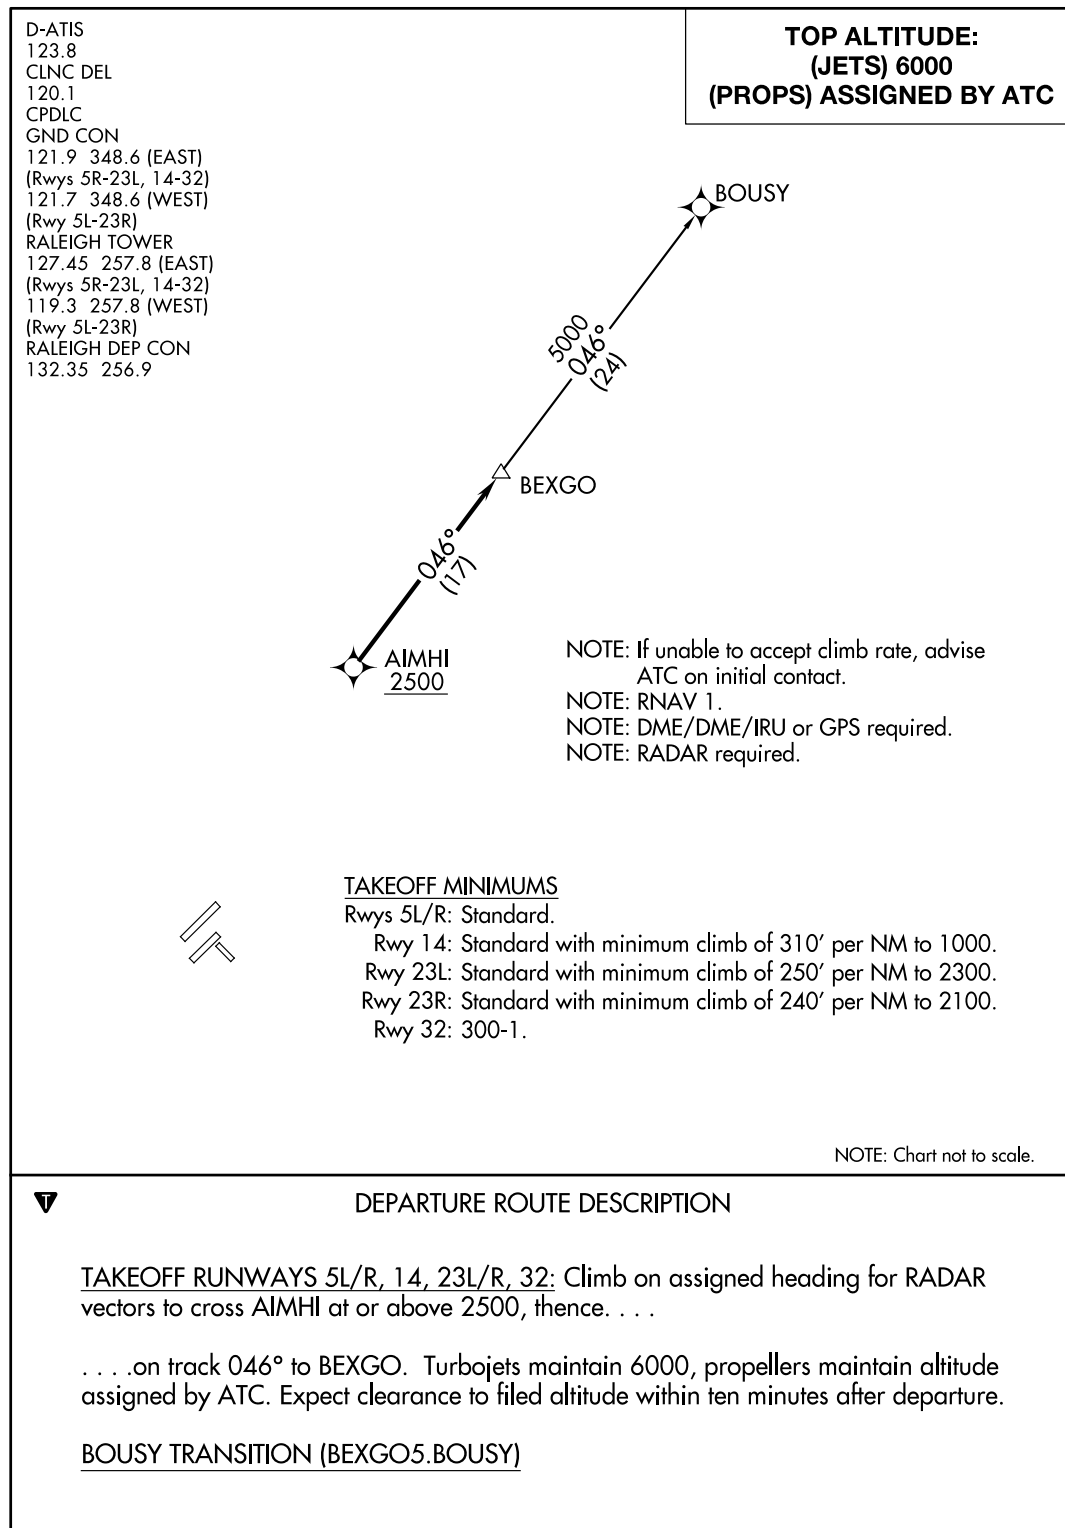 D-ATIS
123.8
CLNC DEL
120.1
CPDLC
GND CON
121.9 348.6 (EAST)
(Rwys 5R-23L, 14-32)
121.7 348.6 (WEST)
(Rwy 5L-23R)
RALEIGH TOWER
127.45 257.8 (EAST)
(Rwys 5R-23L, 14-32)
119.3 257.8 (WEST)
(Rwy 5L-23R)
RALEIGH DEP CON
132.35 256.9
TOP ALTITUDE:
(JETS) 6000
(PROPS) ASSIGNED BY ATC
BOUSY
5000
046°
(24)
BEXGO
046°
(17)
AIMHI
2500
NOTE: If unable to accept climb rate, advise
ATC on initial contact.
NOTE: RNAV 1.
NOTE: DME/DME/IRU or GPS required.
NOTE: RADAR required.
TAKEOFF MINIMUMS
Rwys 5L/R: Standard.
Rwy 14: Standard with minimum climb of 310' per NM to 1000.
Rwy 23L: Standard with minimum climb of 250' per NM to 2300.
Rwy 23R: Standard with minimum climb of 240' per NM to 2100.
Rwy 32: 300-1.
NOTE: Chart not to scale.
T
DEPARTURE ROUTE DESCRIPTION
TAKEOFF RUNWAYS 5L/R, 14, 23L/R, 32: Climb on assigned heading for RADAR
vectors to cross AIMHI at or above 2500, thence. . . .
. . . .on track 046° to BEXGO. Turbojets maintain 6000, propellers maintain altitude
assigned by ATC. Expect clearance to filed altitude within ten minutes after departure.
BOUSY TRANSITION (BEXGO5.BOUSY)